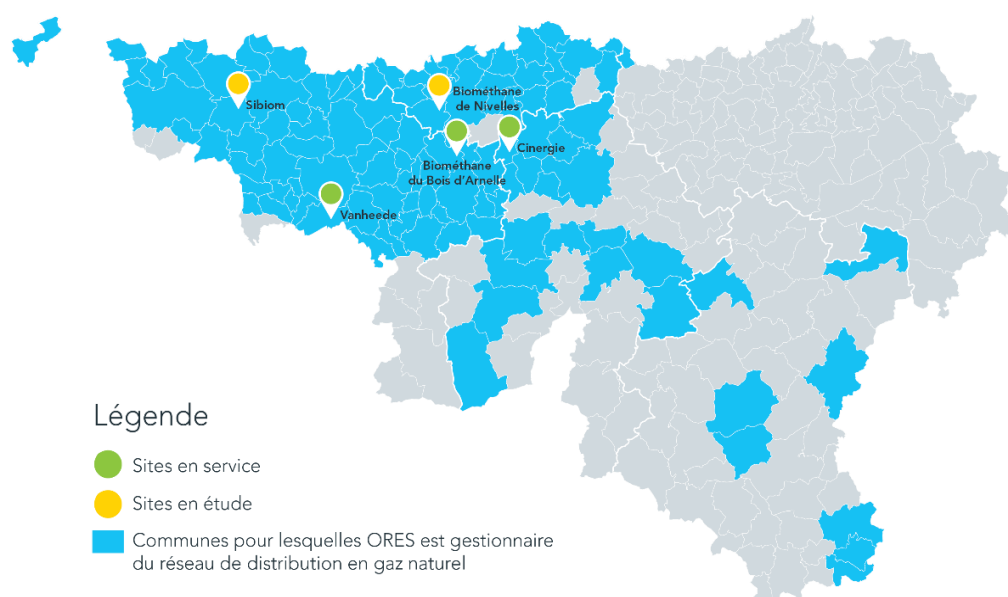 Sibiom
Biométhane
de Nivelles
Cinergie
Biométhane
du Bois d'Arnelle
Vanheede
Légende
Sites en service
Sites en étude
Communes pour lesquelles ORES est gestionnaire
du réseau de distribution en gaz naturel